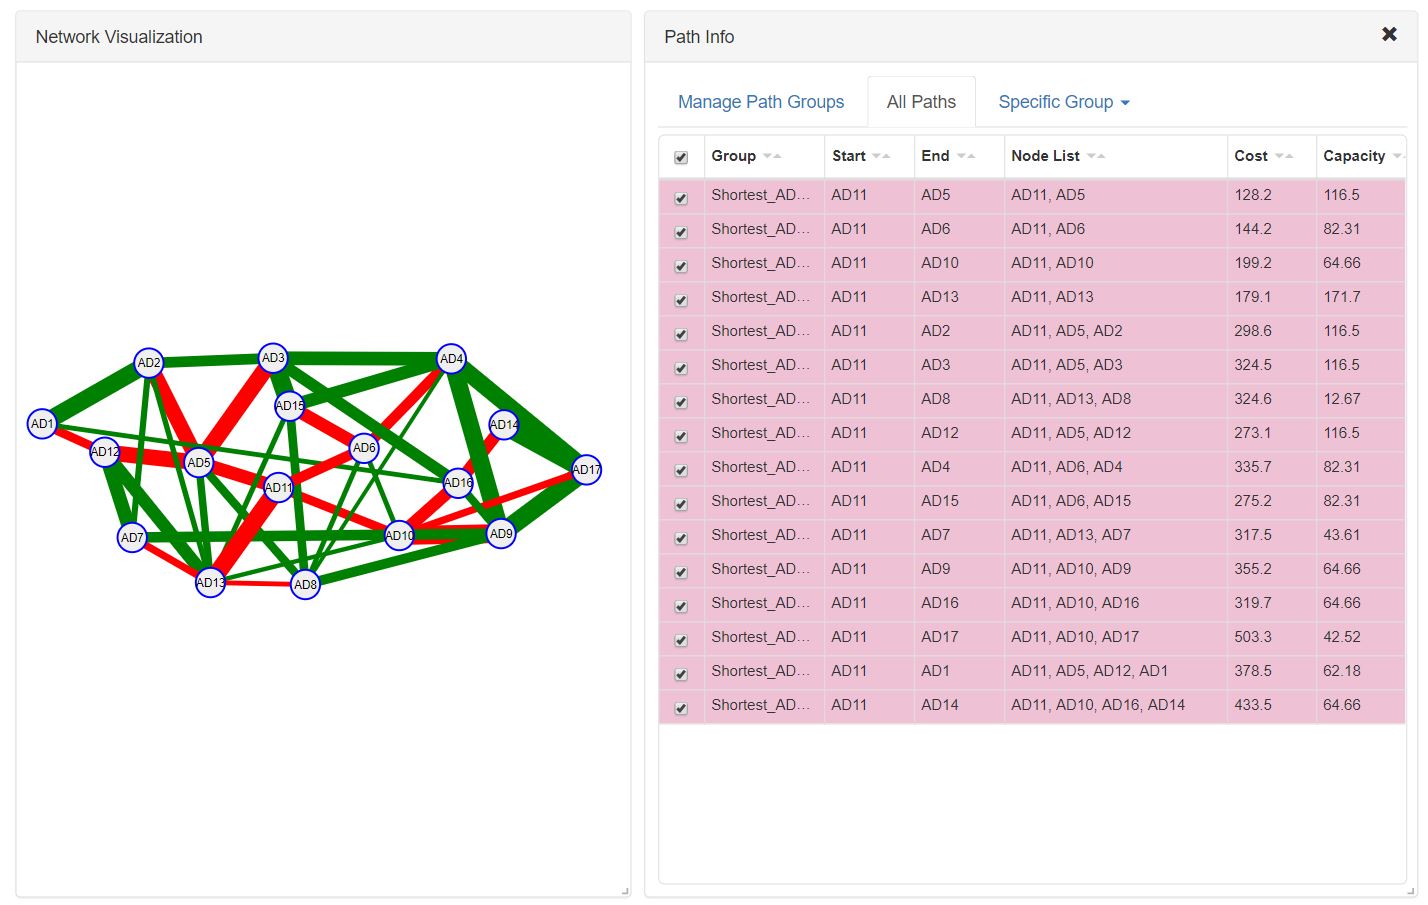 Network Visualization
AD3
AD4
AD2
AD15
AD1
AD14
AD6
AD12
AD5
AD17
AD16
AD11
AD9
AD10
AD7
AD13
AD8
Path Info
Manage Path Groups All Paths Specific Group
Group Start End Node List Cost Capacity
Shortest_AD... AD11 AD5 AD11, AD5 128.2 116.5
Shortest_AD... AD11 AD6 AD11, AD6 144.2 82.31
Shortest_AD... AD11 AD10 AD11, AD10 199.2 64.66
Shortest_AD... AD11 AD13 AD11, AD13 179.1 171.7
Shortest_AD... AD11 AD2 AD11, AD5, AD2 298.6 116.5
Shortest_AD... AD11 AD3 AD11, AD5, AD3 324.5 116.5
Shortest_AD... AD11 AD8 AD11, AD13, AD8 324.6 12.67
Shortest_AD... AD11 AD12 AD11, AD5, AD12 273.1 116.5
Shortest_AD... AD11 AD4 AD11, AD6, AD4 335.7 82.31
Shortest_AD... AD11 AD15 AD11, AD6, AD15 275.2 82.31
Shortest_AD... AD11 AD7 AD11, AD13, AD7 317.5 43.61
Shortest_AD... AD11 AD9 AD11, AD10, AD9 355.2 64.66
Shortest_AD... AD11 AD16 AD11, AD10, AD16 319.7 64.66
Shortest_AD... AD11 AD17 AD11, AD10, AD17 503.3 42.52
Shortest_AD... AD11 AD1 AD11, AD5, AD12, AD1 378.5 62.18
Shortest_AD... AD11 AD14 AD11, AD10, AD16, AD14 433.5 64.66